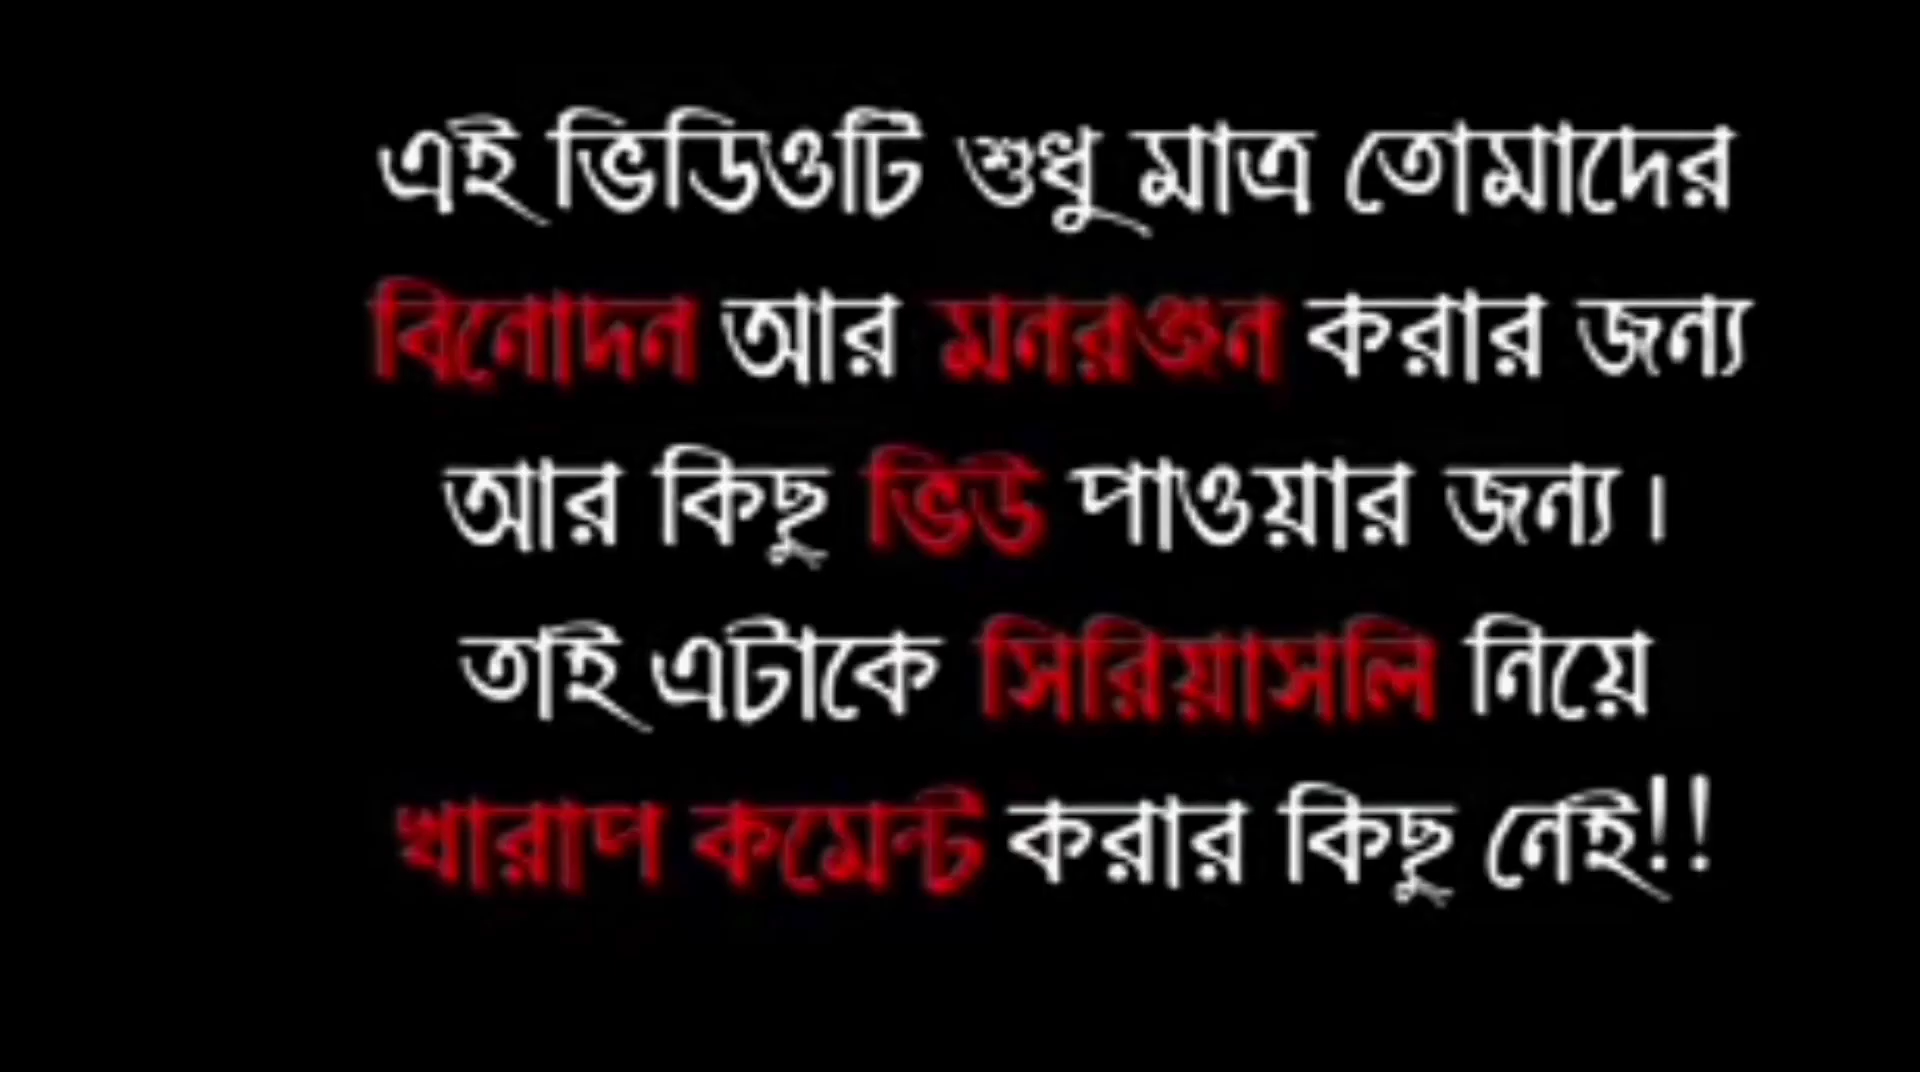 এই ভিডিওটি শুধু মাত্র তোমাদের
বিনোদন আর মনরঞ্জন করার জন্য
আর কিছু ভিউ পাওয়ার জন্য।
তাই এটাকে সিরিয়াসলি নিয়ে
খারাপ কমেন্ট করার কিছু নেই!!